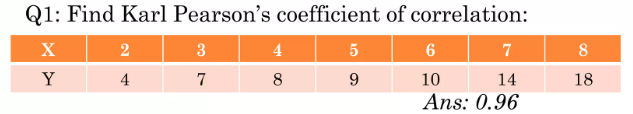 Q1: Find Karl Pearson's coefficient of correlation:
X 2 3 4 5 6 7 8
Y 4 7 8 9 10 14 18
Ans: 0.96